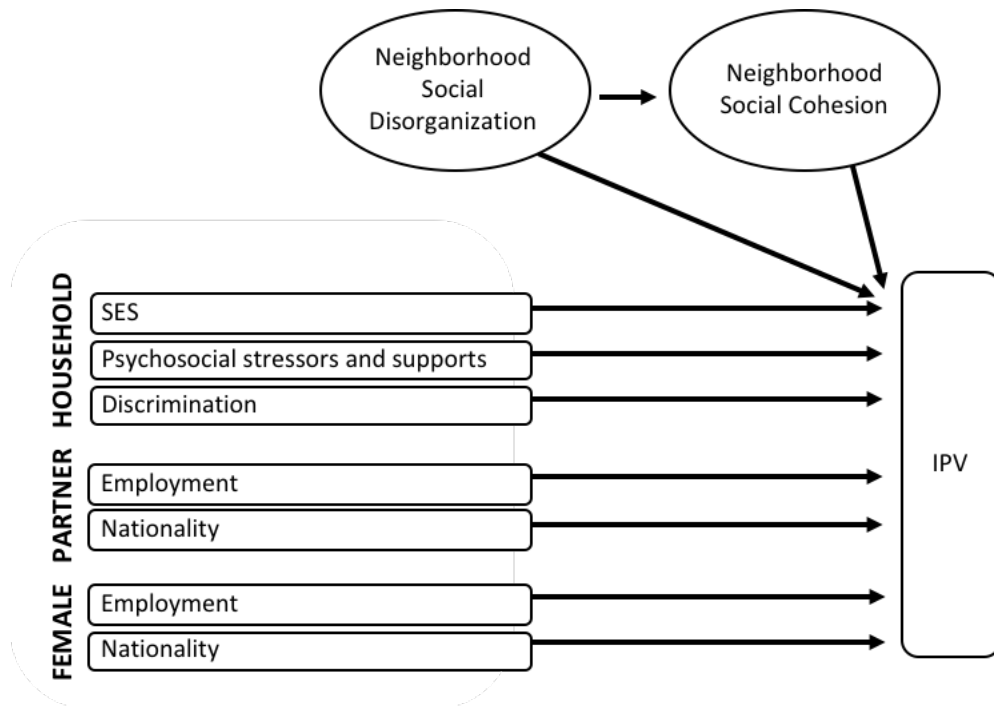 Neighborhood
Social
Disorganization
Neighborhood
Social Cohesion
HOUSEHOLD
SES
Psychosocial stressors and supports
Discrimination
PARTNER
Employment
Nationality
FEMALE
Employment
Nationality
IPV